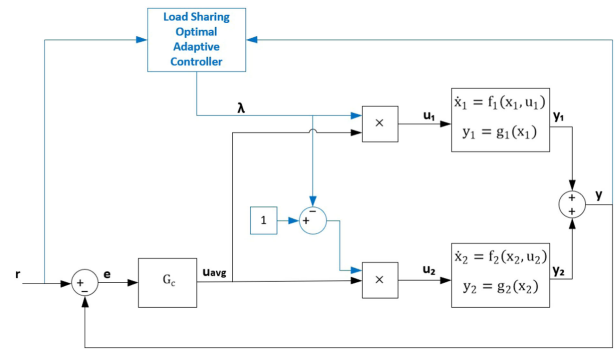 Load Sharing
Optimal
Adaptive
Controller
λ
×
u₁
ẋ₁ = f₁(x₁, u₁)
y₁ = g₁(x₁)
y₁
+
+
y
1
+
−
r
+
−
e
G꜀
uavg
×
u₂
ẋ₂ = f₂(x₂, u₂)
y₂ = g₂(x₂)
y₂